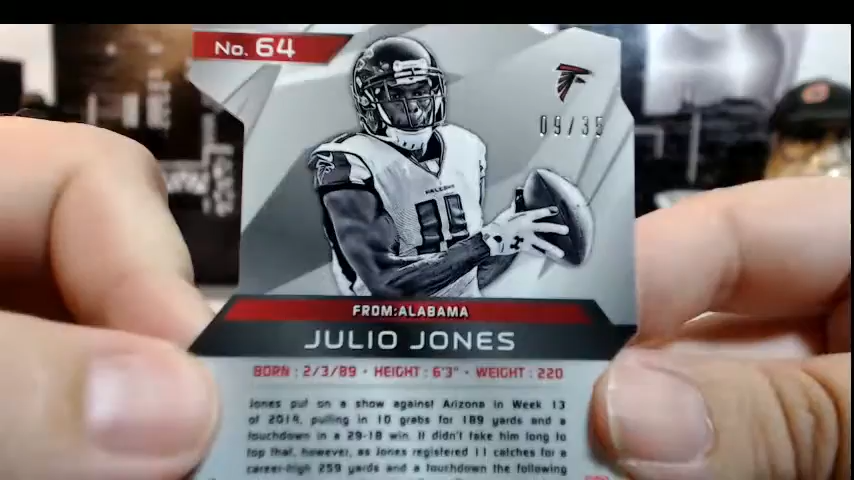 No. 64
09/35
FALCONS
11
FROM:ALABAMA
JULIO JONES
BORN : 2/3/89 • HEIGHT: 6'3" • WEIGHT: 220
Jones put on a show against Arizona in Week 13
of 2014, pulling in 10 grabs for 189 yards and a
touchdown in a 29-18 win. It didn't take him long to
top that, however, as Jones registered 11 catches for a
career-high 259 yards and a touchdown the following